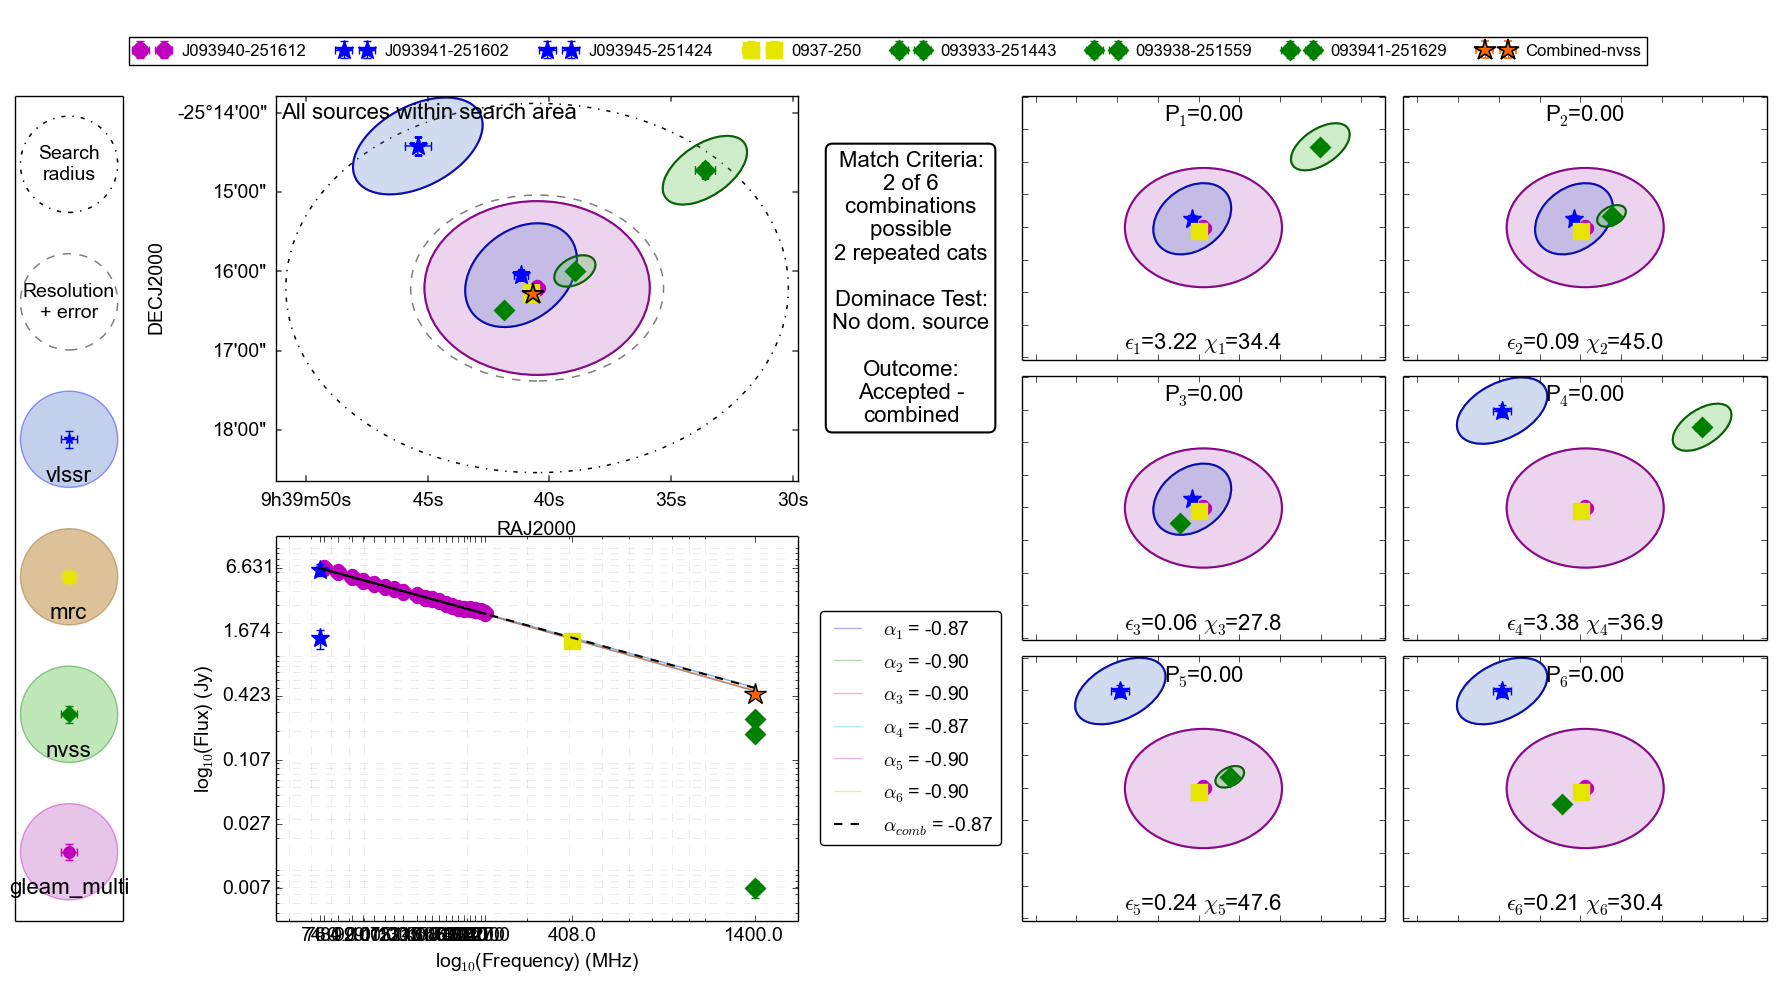 J093940-251612 J093941-251602 J093945-251424 0937-250 093933-251443 093938-251559 093941-251629 Combined-nvss
Search
radius
Resolution
+ error
vlssr
mrc
nvss
gleam_multi
All sources within search area
-25°14'00"
15'00"
16'00"
17'00"
18'00"
DECJ2000
9h39m50s 45s 40s 35s 30s
RAJ2000
6.631
1.674
0.423
0.107
0.027
0.007
log10(Flux) (Jy)
408.0 1400.0
log10(Frequency) (MHz)
Match Criteria:
2 of 6
combinations
possible
2 repeated cats
Dominace Test:
No dom. source
Outcome:
Accepted -
combined
α1 = -0.87
α2 = -0.90
α3 = -0.90
α4 = -0.87
α5 = -0.90
α6 = -0.90
αcomb = -0.87
P1=0.00
ϵ1=3.22 χ1=34.4
P2=0.00
ϵ2=0.09 χ2=45.0
P3=0.00
ϵ3=0.06 χ3=27.8
P4=0.00
ϵ4=3.38 χ4=36.9
P5=0.00
ϵ5=0.24 χ5=47.6
P6=0.00
ϵ6=0.21 χ6=30.4